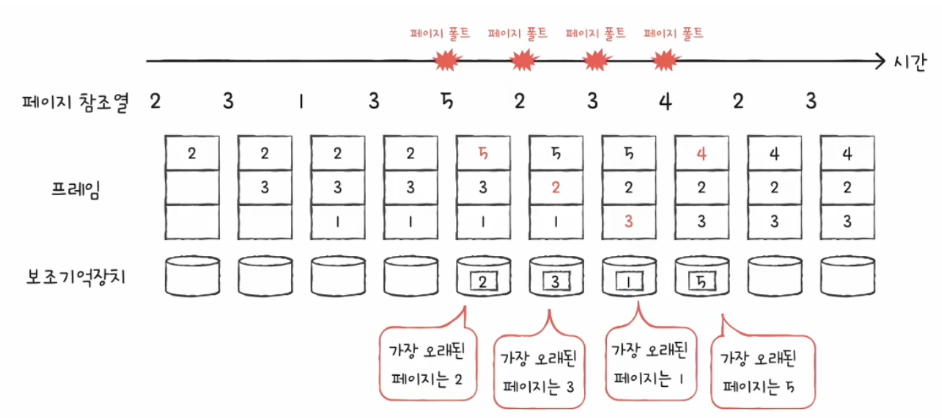 페이지 폴트 페이지 폴트 페이지 폴트 페이지 폴트
시간
페이지 참조열 2 3 1 3 5 2 3 4 2 3
2 2 2 2 5 5 5 4 4 4
프레임 3 3 3 3 2 2 2 2 2
1 1 1 1 3 3 3 3
보조기억장치 2 3 1 5
가장 오래된 가장 오래된 가장 오래된 가장 오래된
페이지는 2 페이지는 3 페이지는 1 페이지는 5